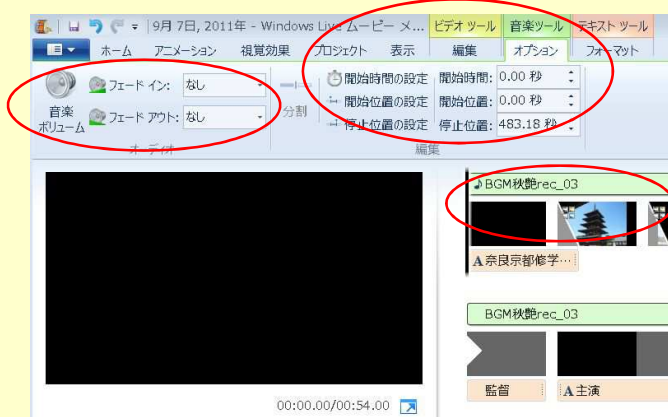 9月 7日, 2011年 - Windows Live ムービー メ... ビデオ ツール 音楽ツール テキスト ツール
ホーム アニメーション 視覚効果 プロジェクト 表示 編集 オプション フォーマット
音楽
ボリューム
フェード イン: なし
フェード アウト: なし
オーディオ
分割
開始時間の設定 開始時間: 0.00 秒
開始位置の設定 開始位置: 0.00 秒
停止位置の設定 停止位置: 483.18 秒
編集
♪BGM秋艶rec_03
A奈良京都修学…
BGM秋艶rec_03
監督 A主演
00:00.00/00:54.00